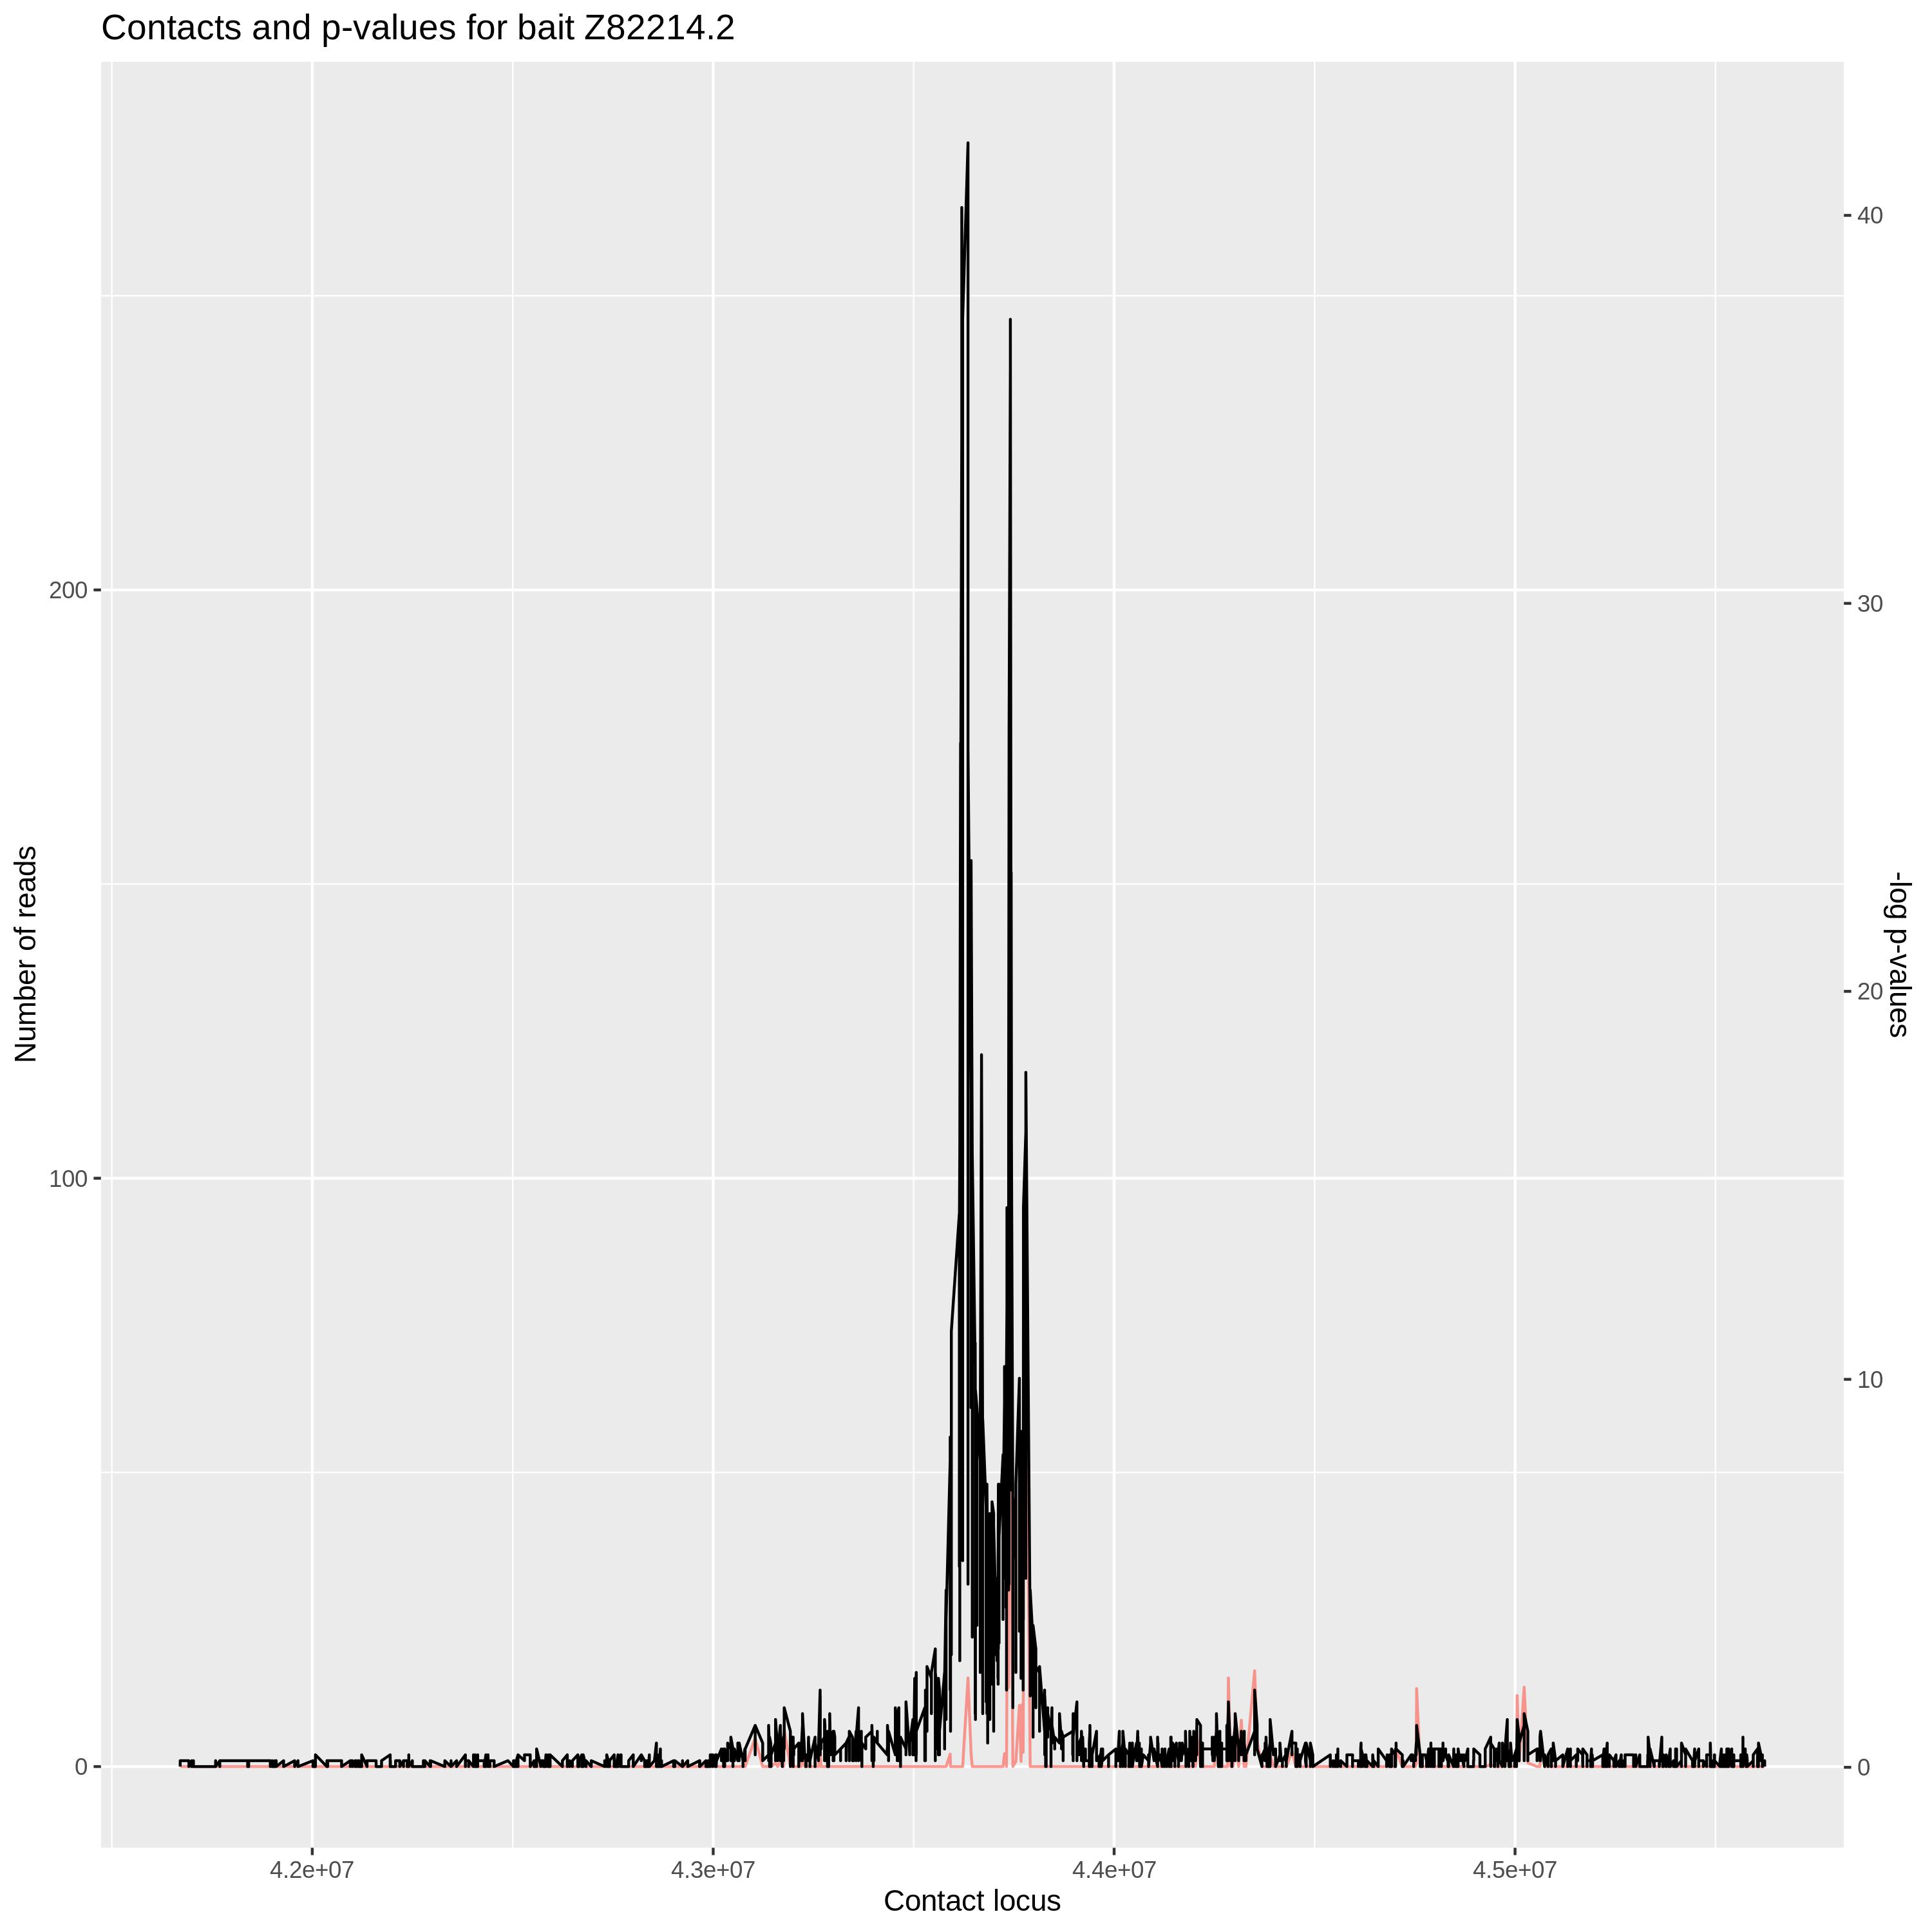 Contacts and p-values for bait Z82214.2
Number of reads
200
100
0
40
30
20
10
0
-log p-values
4.2e+07
4.3e+07
4.4e+07
4.5e+07
Contact locus